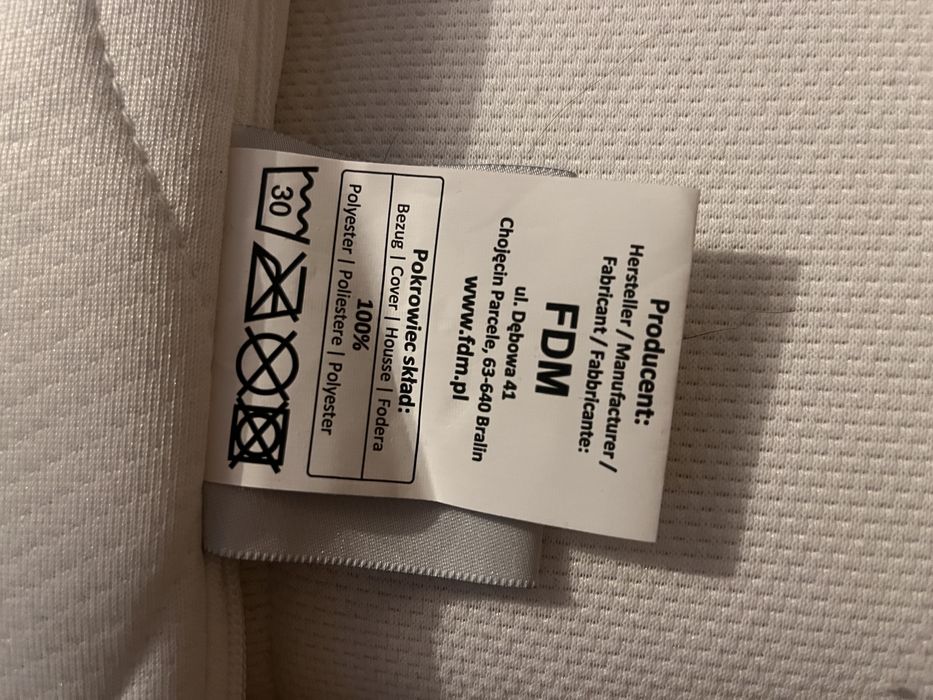 Producent:
Hersteller / Manufacturer /
Fabricant / Fabbricante:
FDM
ul. Dębowa 41
Chojęcin Parcele, 63-640 Bralin
www.fdm.pl
Pokrowiec skład:
Bezug | Cover | Housse | Fodera
100%
Polyester | Poliestere | Polyester
30